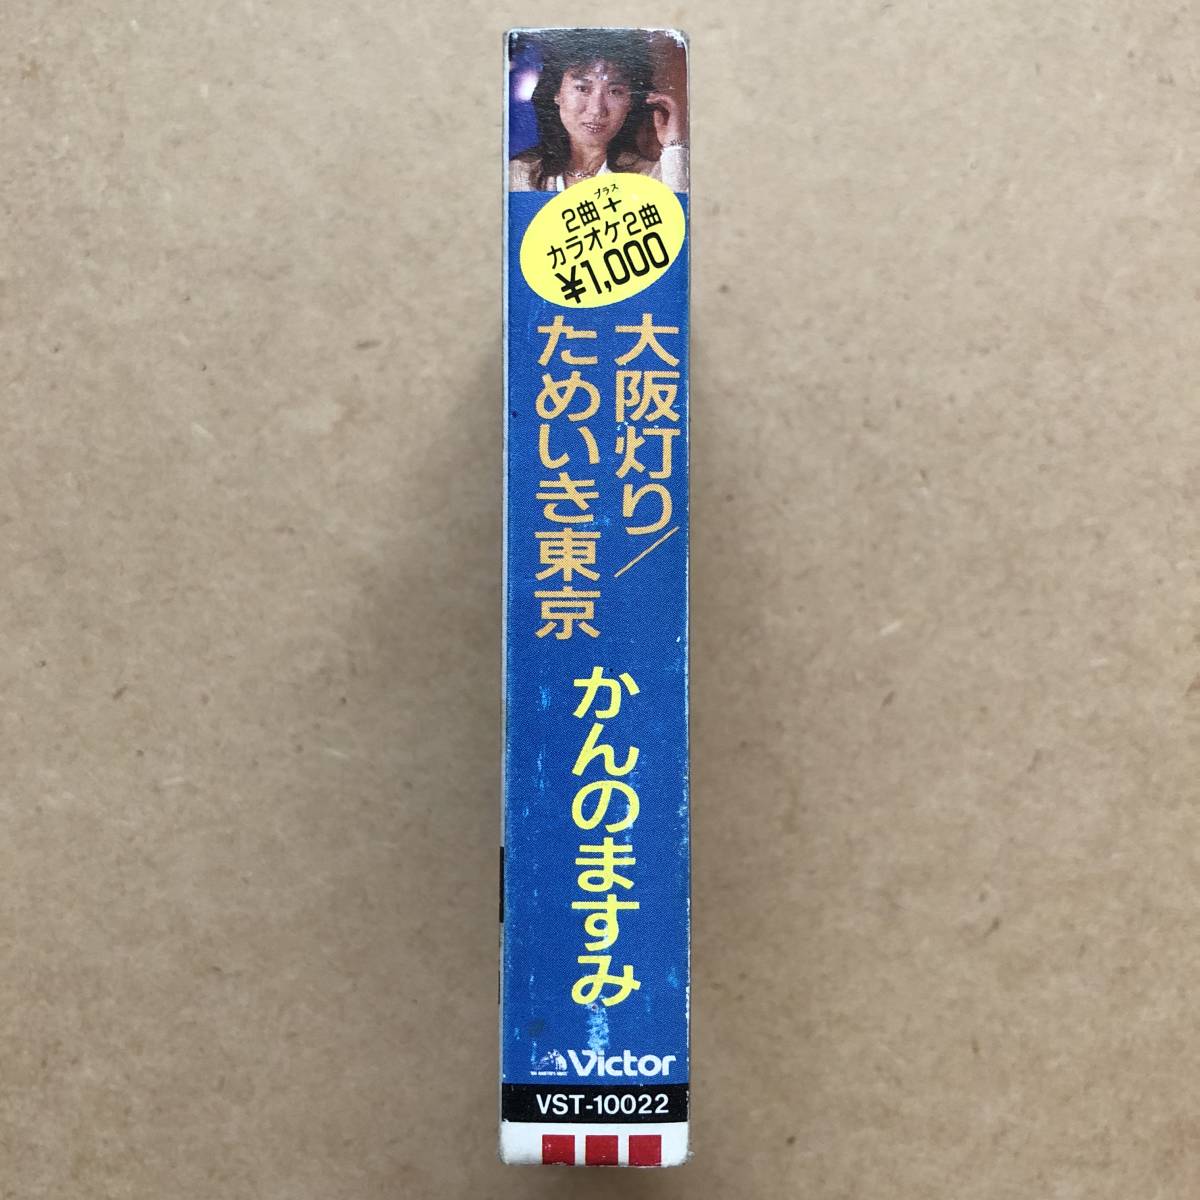 プラス
2曲+
カラオケ2曲
¥1,000
大阪灯り/
ためいき東京
かんのますみ
Victor
VST-10022